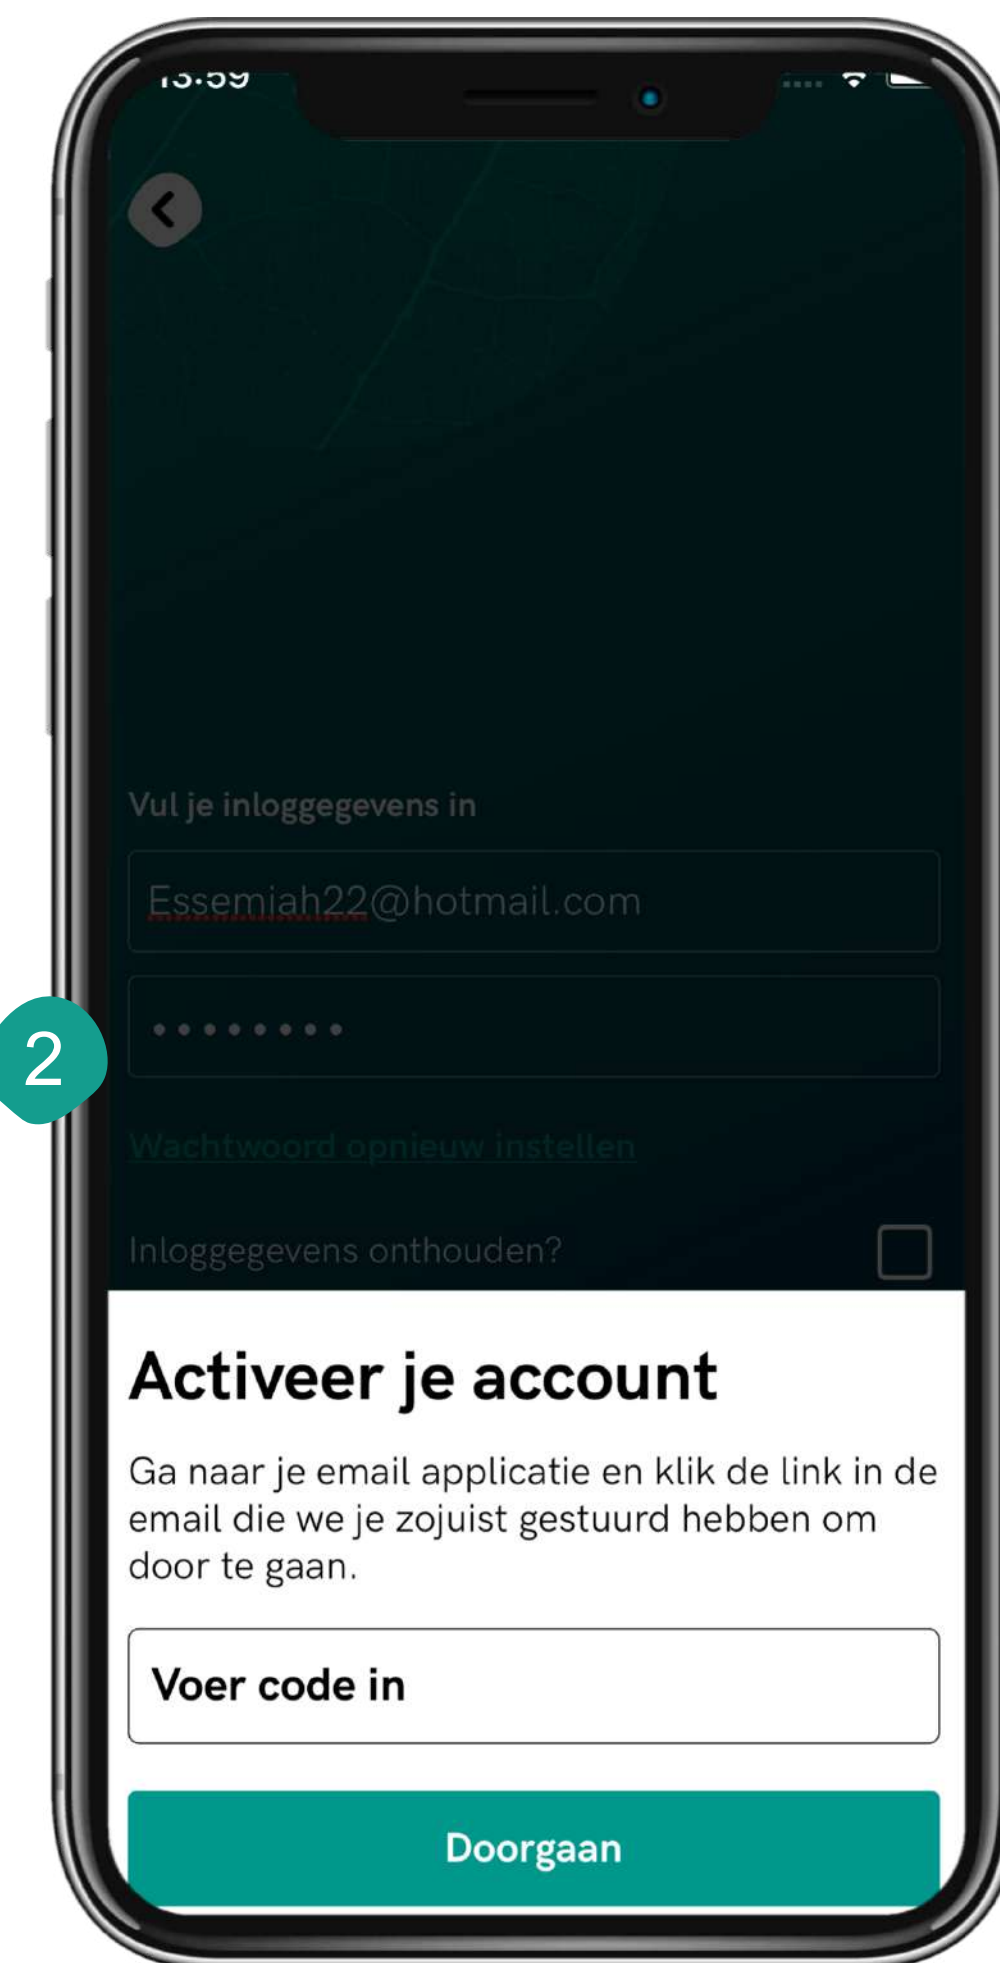 13:59
Vul je inloggegevens in
Essemiah22@hotmail.com
••••••••
2
Wachtwoord opnieuw instellen
Inloggegevens onthouden?
Activeer je account
Ga naar je email applicatie en klik de link in de
email die we je zojuist gestuurd hebben om
door te gaan.
Voer code in
Doorgaan